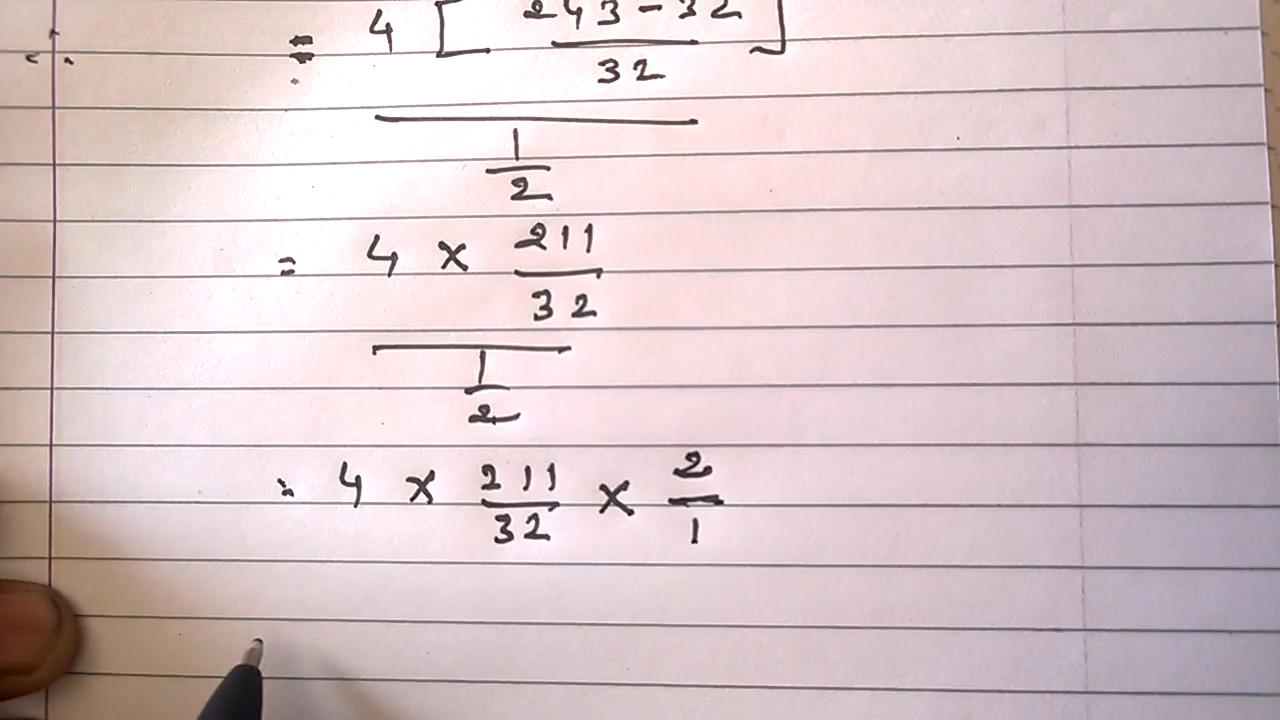 = 4 [ 243 - 32
32 ]
1
2
= 4 × 211
32
1
2
= 4 × 211 × 2
32 1